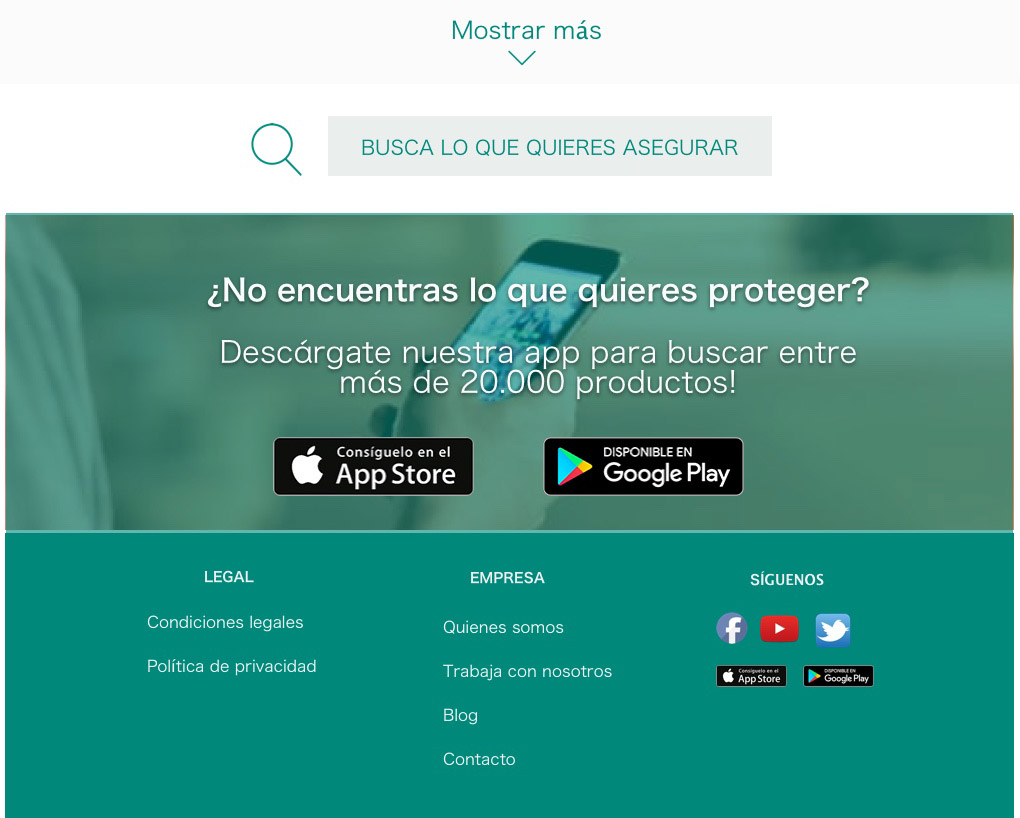 Mostrar más
BUSCA LO QUE QUIERES ASEGURAR
¿No encuentras lo que quieres proteger?
Descárgate nuestra app para buscar entre
más de 20.000 productos!
Consíguelo en el
App Store
DISPONIBLE EN
Google Play
LEGAL
Condiciones legales
Política de privacidad
EMPRESA
Quienes somos
Trabaja con nosotros
Blog
Contacto
SÍGUENOS
Consíguelo en el
App Store
DISPONIBLE EN
Google Play